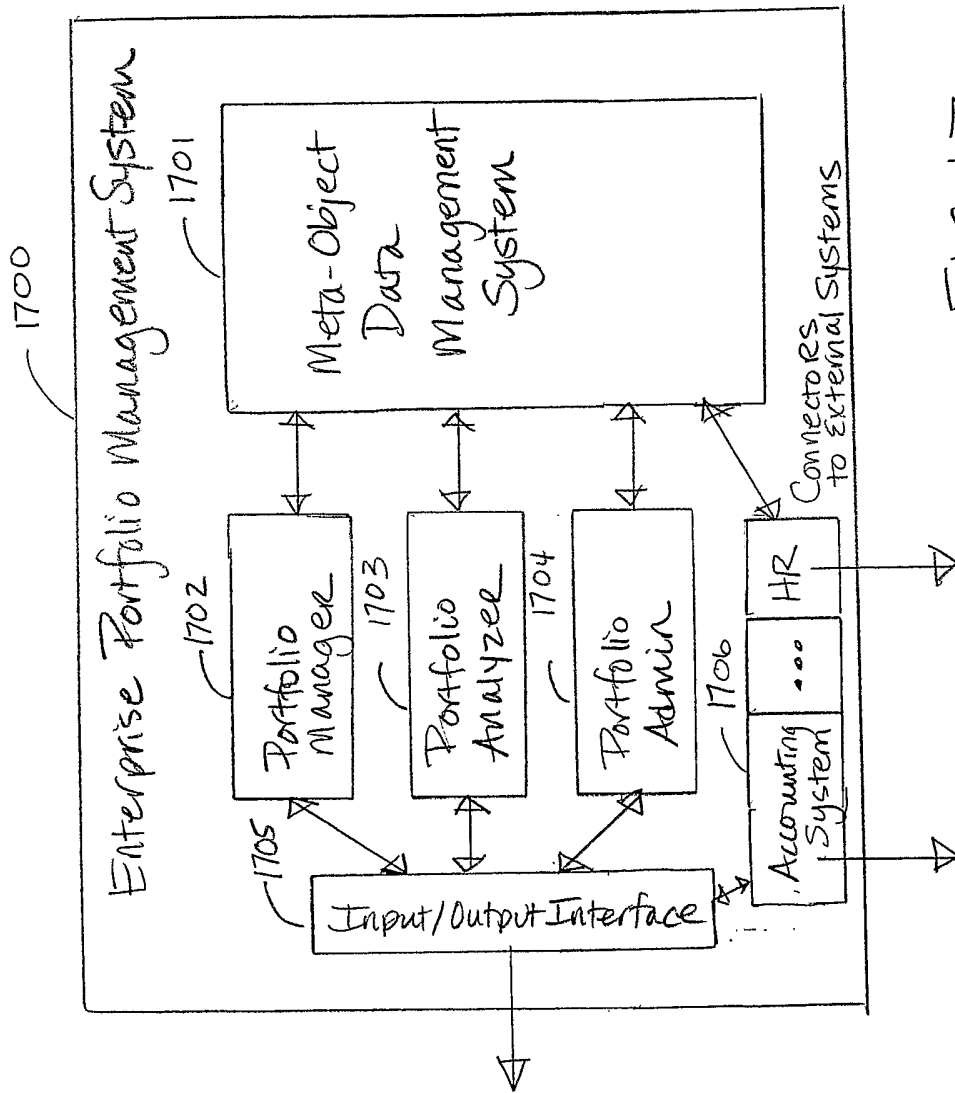 1700
Enterprise Portfolio Management System
1701
Meta-Object
Data
Management
System
1702
Portfolio
Manager
1703
Portfolio
Analyzer
1704
Portfolio
Admin
1705
Input/Output Interface
1706
Accounting
System
...
HR
Connectors
to External Systems